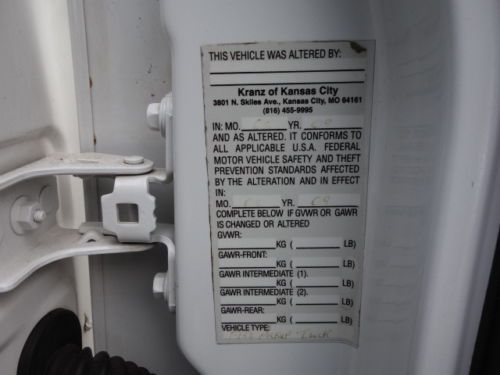 THIS VEHICLE WAS ALTERED BY:
Kranz of Kansas City
3801 N. Skiles Ave., Kansas City, MO 64161
(816) 455-9995
IN: MO. YR.
AND AS ALTERED. IT CONFORMS TO
ALL APPLICABLE U.S.A. FEDERAL
MOTOR VEHICLE SAFETY AND THEFT
PREVENTION STANDARDS AFFECTED
BY THE ALTERATION AND IN EFFECT
IN:
MO. YR.
COMPLETE BELOW IF GVWR OR GAWR
IS CHANGED OR ALTERED
GVWR:
KG ( LB)
GAWR-FRONT:
KG ( LB)
GAWR INTERMEDIATE (1).
KG ( LB)
GAWR INTERMEDIATE (2).
KG ( LB)
GAWR-REAR:
KG ( LB)
VEHICLE TYPE:
Truck